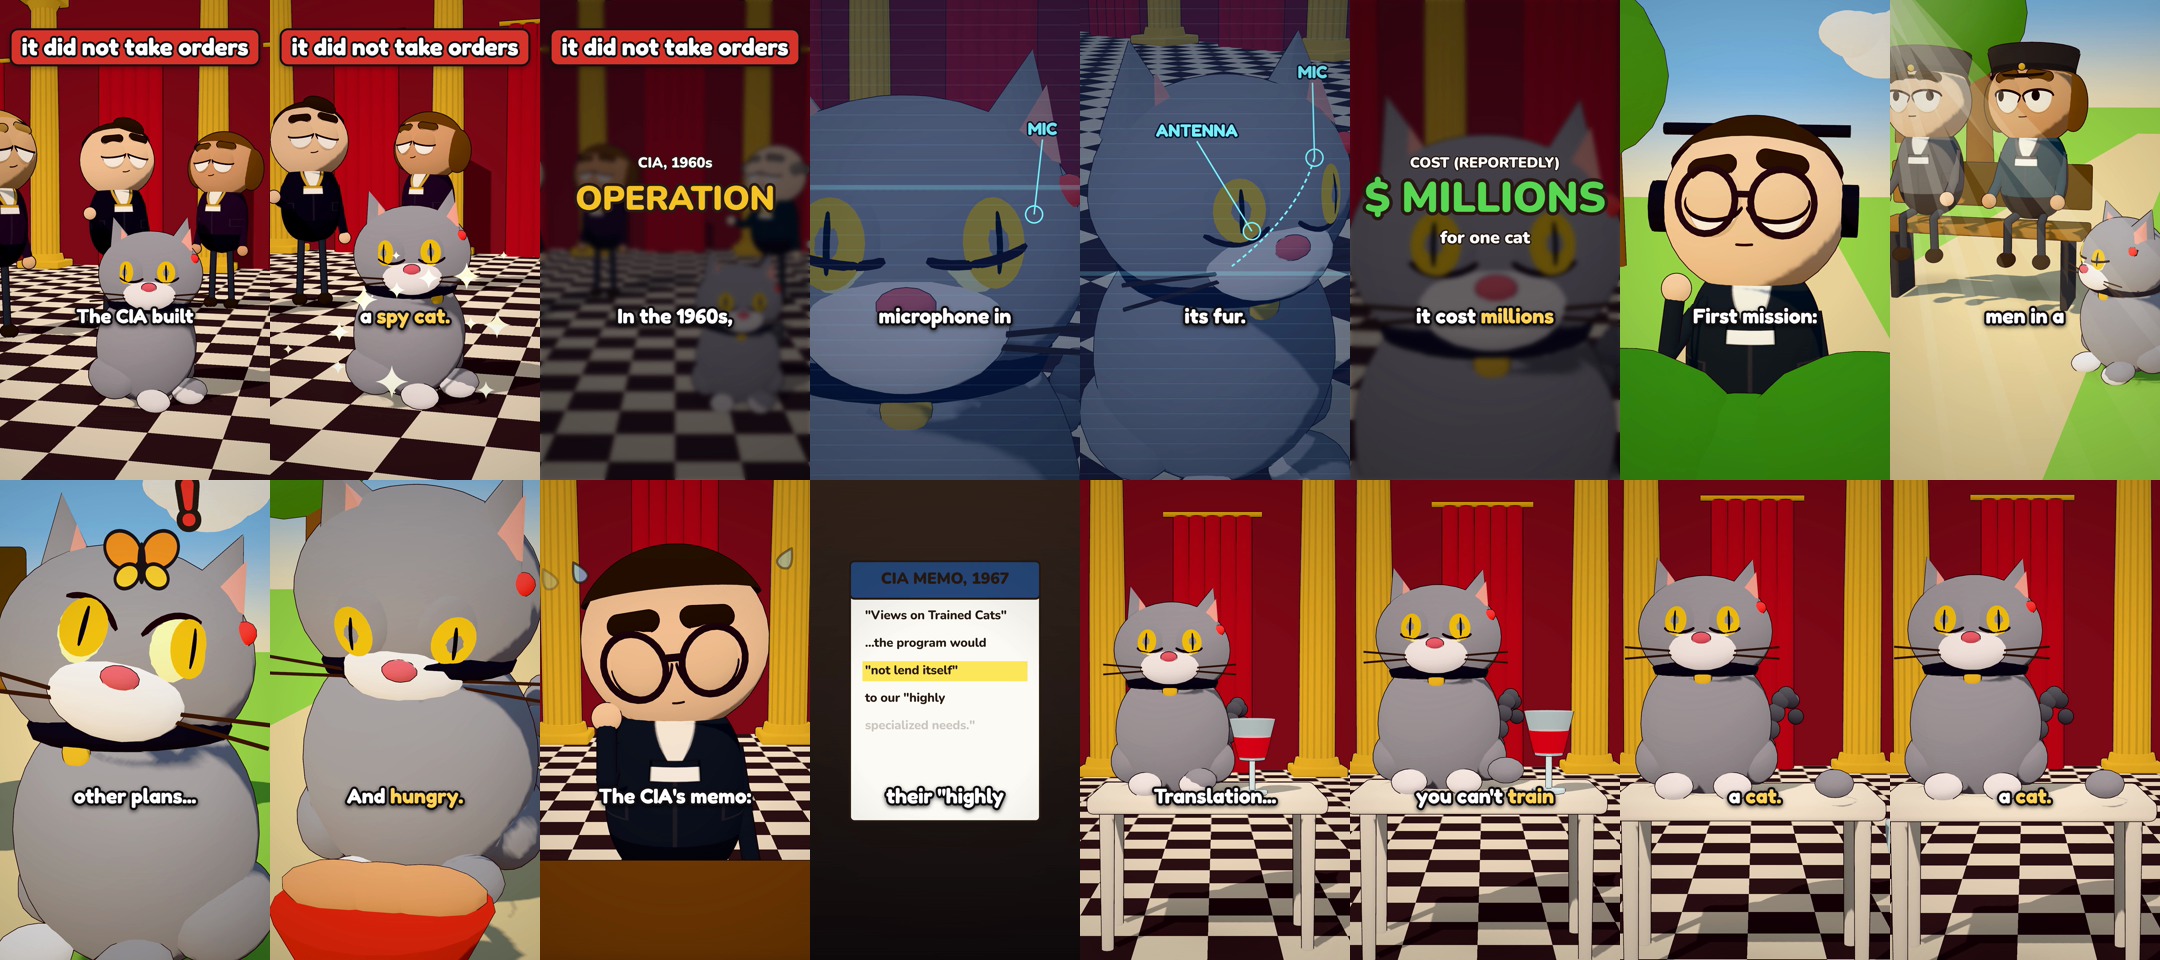 it did not take orders
The CIA built
it did not take orders
a spy cat.
it did not take orders
CIA, 1960s
OPERATION
In the 1960s,
MIC
microphone in
MIC
ANTENNA
its fur.
COST (REPORTEDLY)
$ MILLIONS
for one cat
it cost millions
First mission:
men in a
!
other plans...
And hungry.
The CIA's memo:
CIA MEMO, 1967
"Views on Trained Cats"
...the program would
"not lend itself"
to our "highly
specialized needs."
their "highly
Translation...
you can't train
a cat.
a cat.